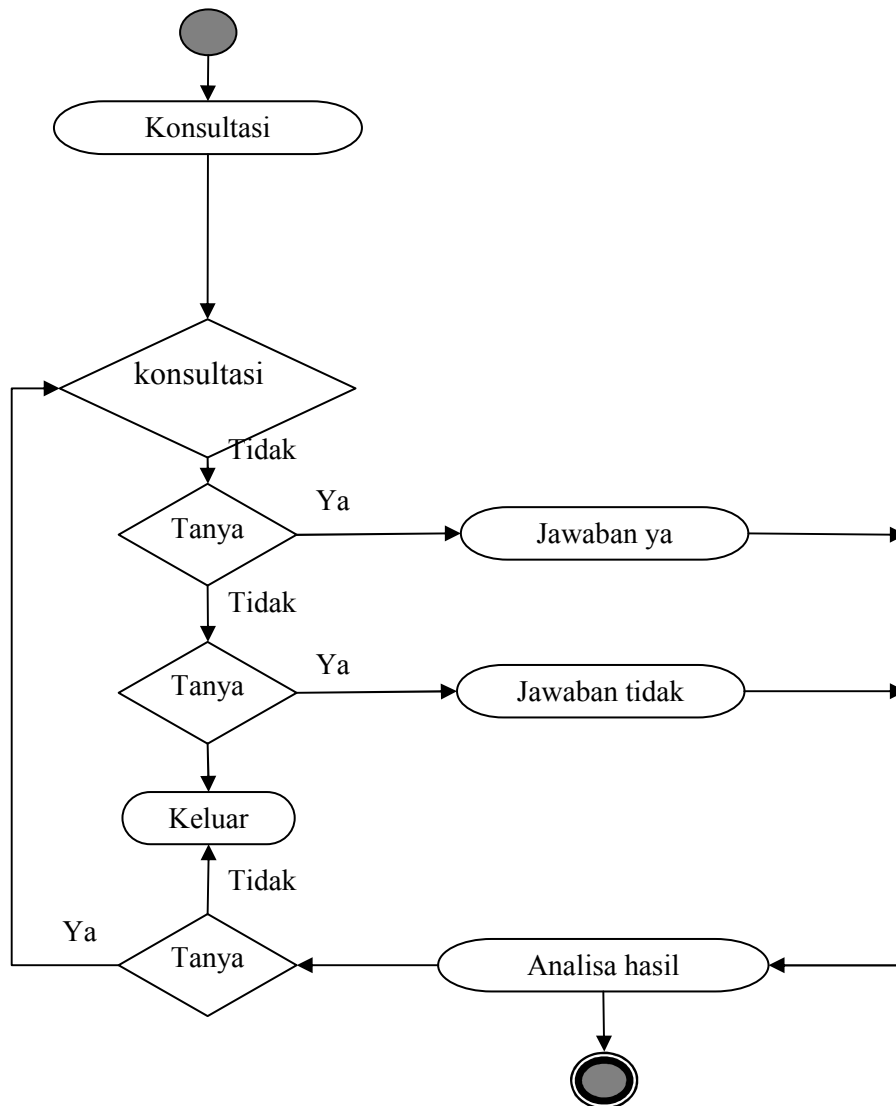 Konsultasi
konsultasi
Tidak
Tanya
Ya
Jawaban ya
Tidak
Tanya
Ya
Jawaban tidak
Keluar
Tidak
Ya
Tanya
Analisa hasil